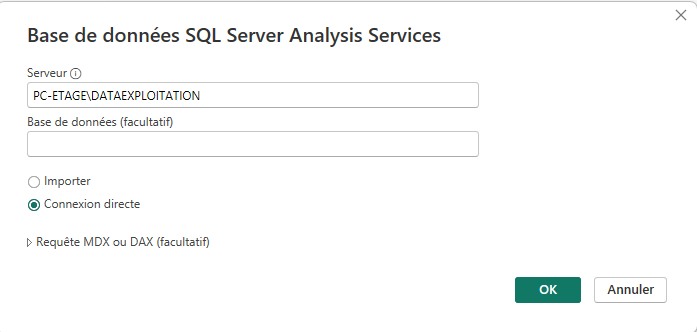 Base de données SQL Server Analysis Services
Serveur
PC-ETAGE\DATAEXPLOITATION
Base de données (facultatif)
Importer
Connexion directe
Requête MDX ou DAX (facultatif)
OK Annuler